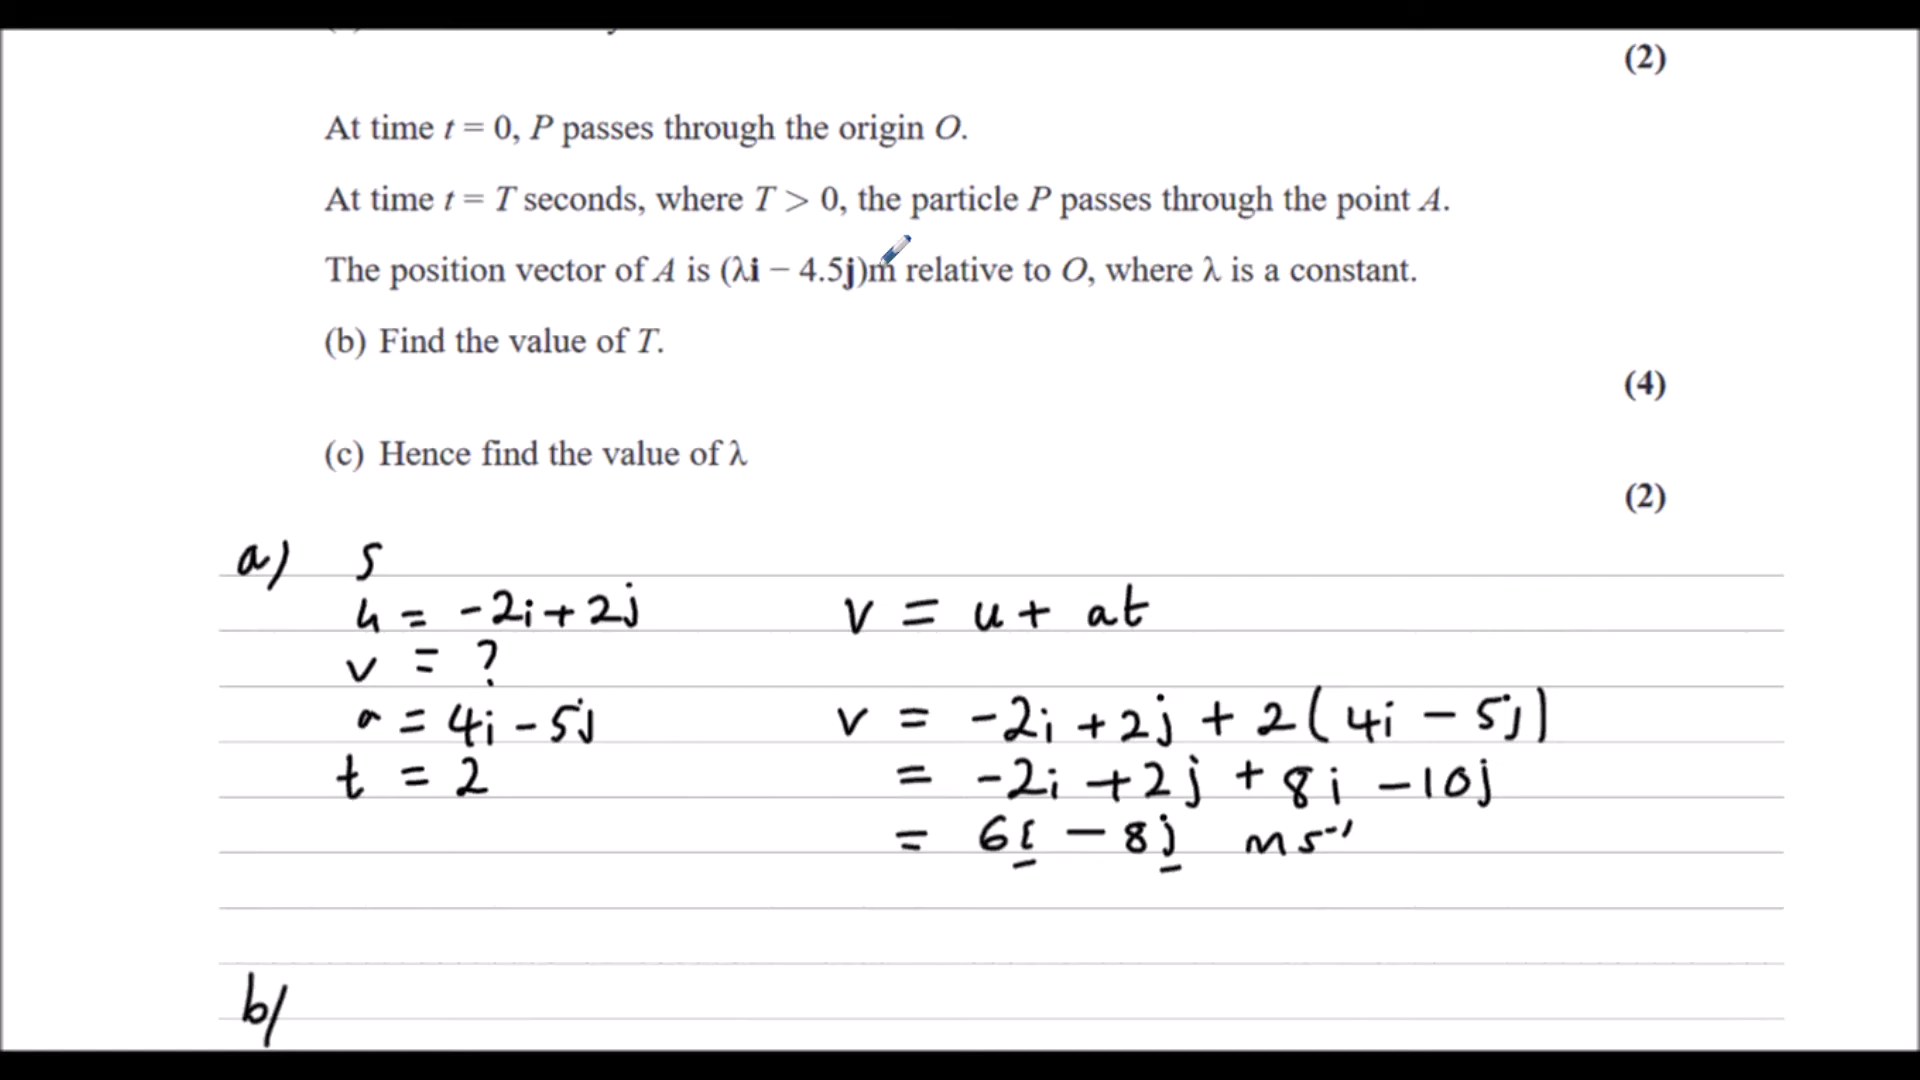 (2)
At time t = 0, P passes through the origin O.
At time t = T seconds, where T > 0, the particle P passes through the point A.
The position vector of A is (λi − 4.5j)m relative to O, where λ is a constant.
(b) Find the value of T.
(4)
(c) Hence find the value of λ
(2)
a) s
u = -2i + 2j
v = ?
a = 4i - 5j
t = 2
v = u + at
v = -2i + 2j + 2(4i - 5j)
= -2i + 2j + 8i - 10j
= 6i - 8j ms⁻¹
b/